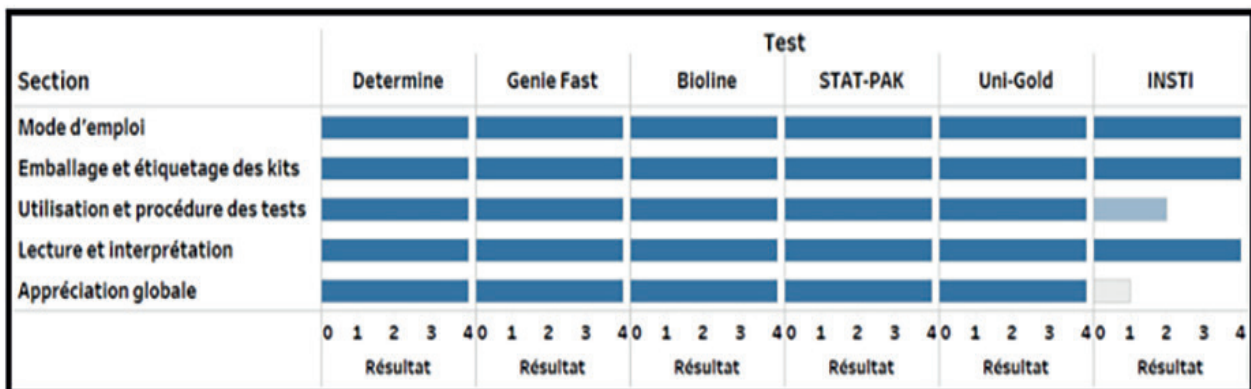 Test
Section Determine Genie Fast Bioline STAT-PAK Uni-Gold INSTI
Mode d'emploi
Emballage et étiquetage des kits
Utilisation et procédure des tests
Lecture et interprétation
Appréciation globale
0 1 2 3 4 0 1 2 3 4 0 1 2 3 4 0 1 2 3 4 0 1 2 3 4 0 1 2 3 4
Résultat Résultat Résultat Résultat Résultat Résultat